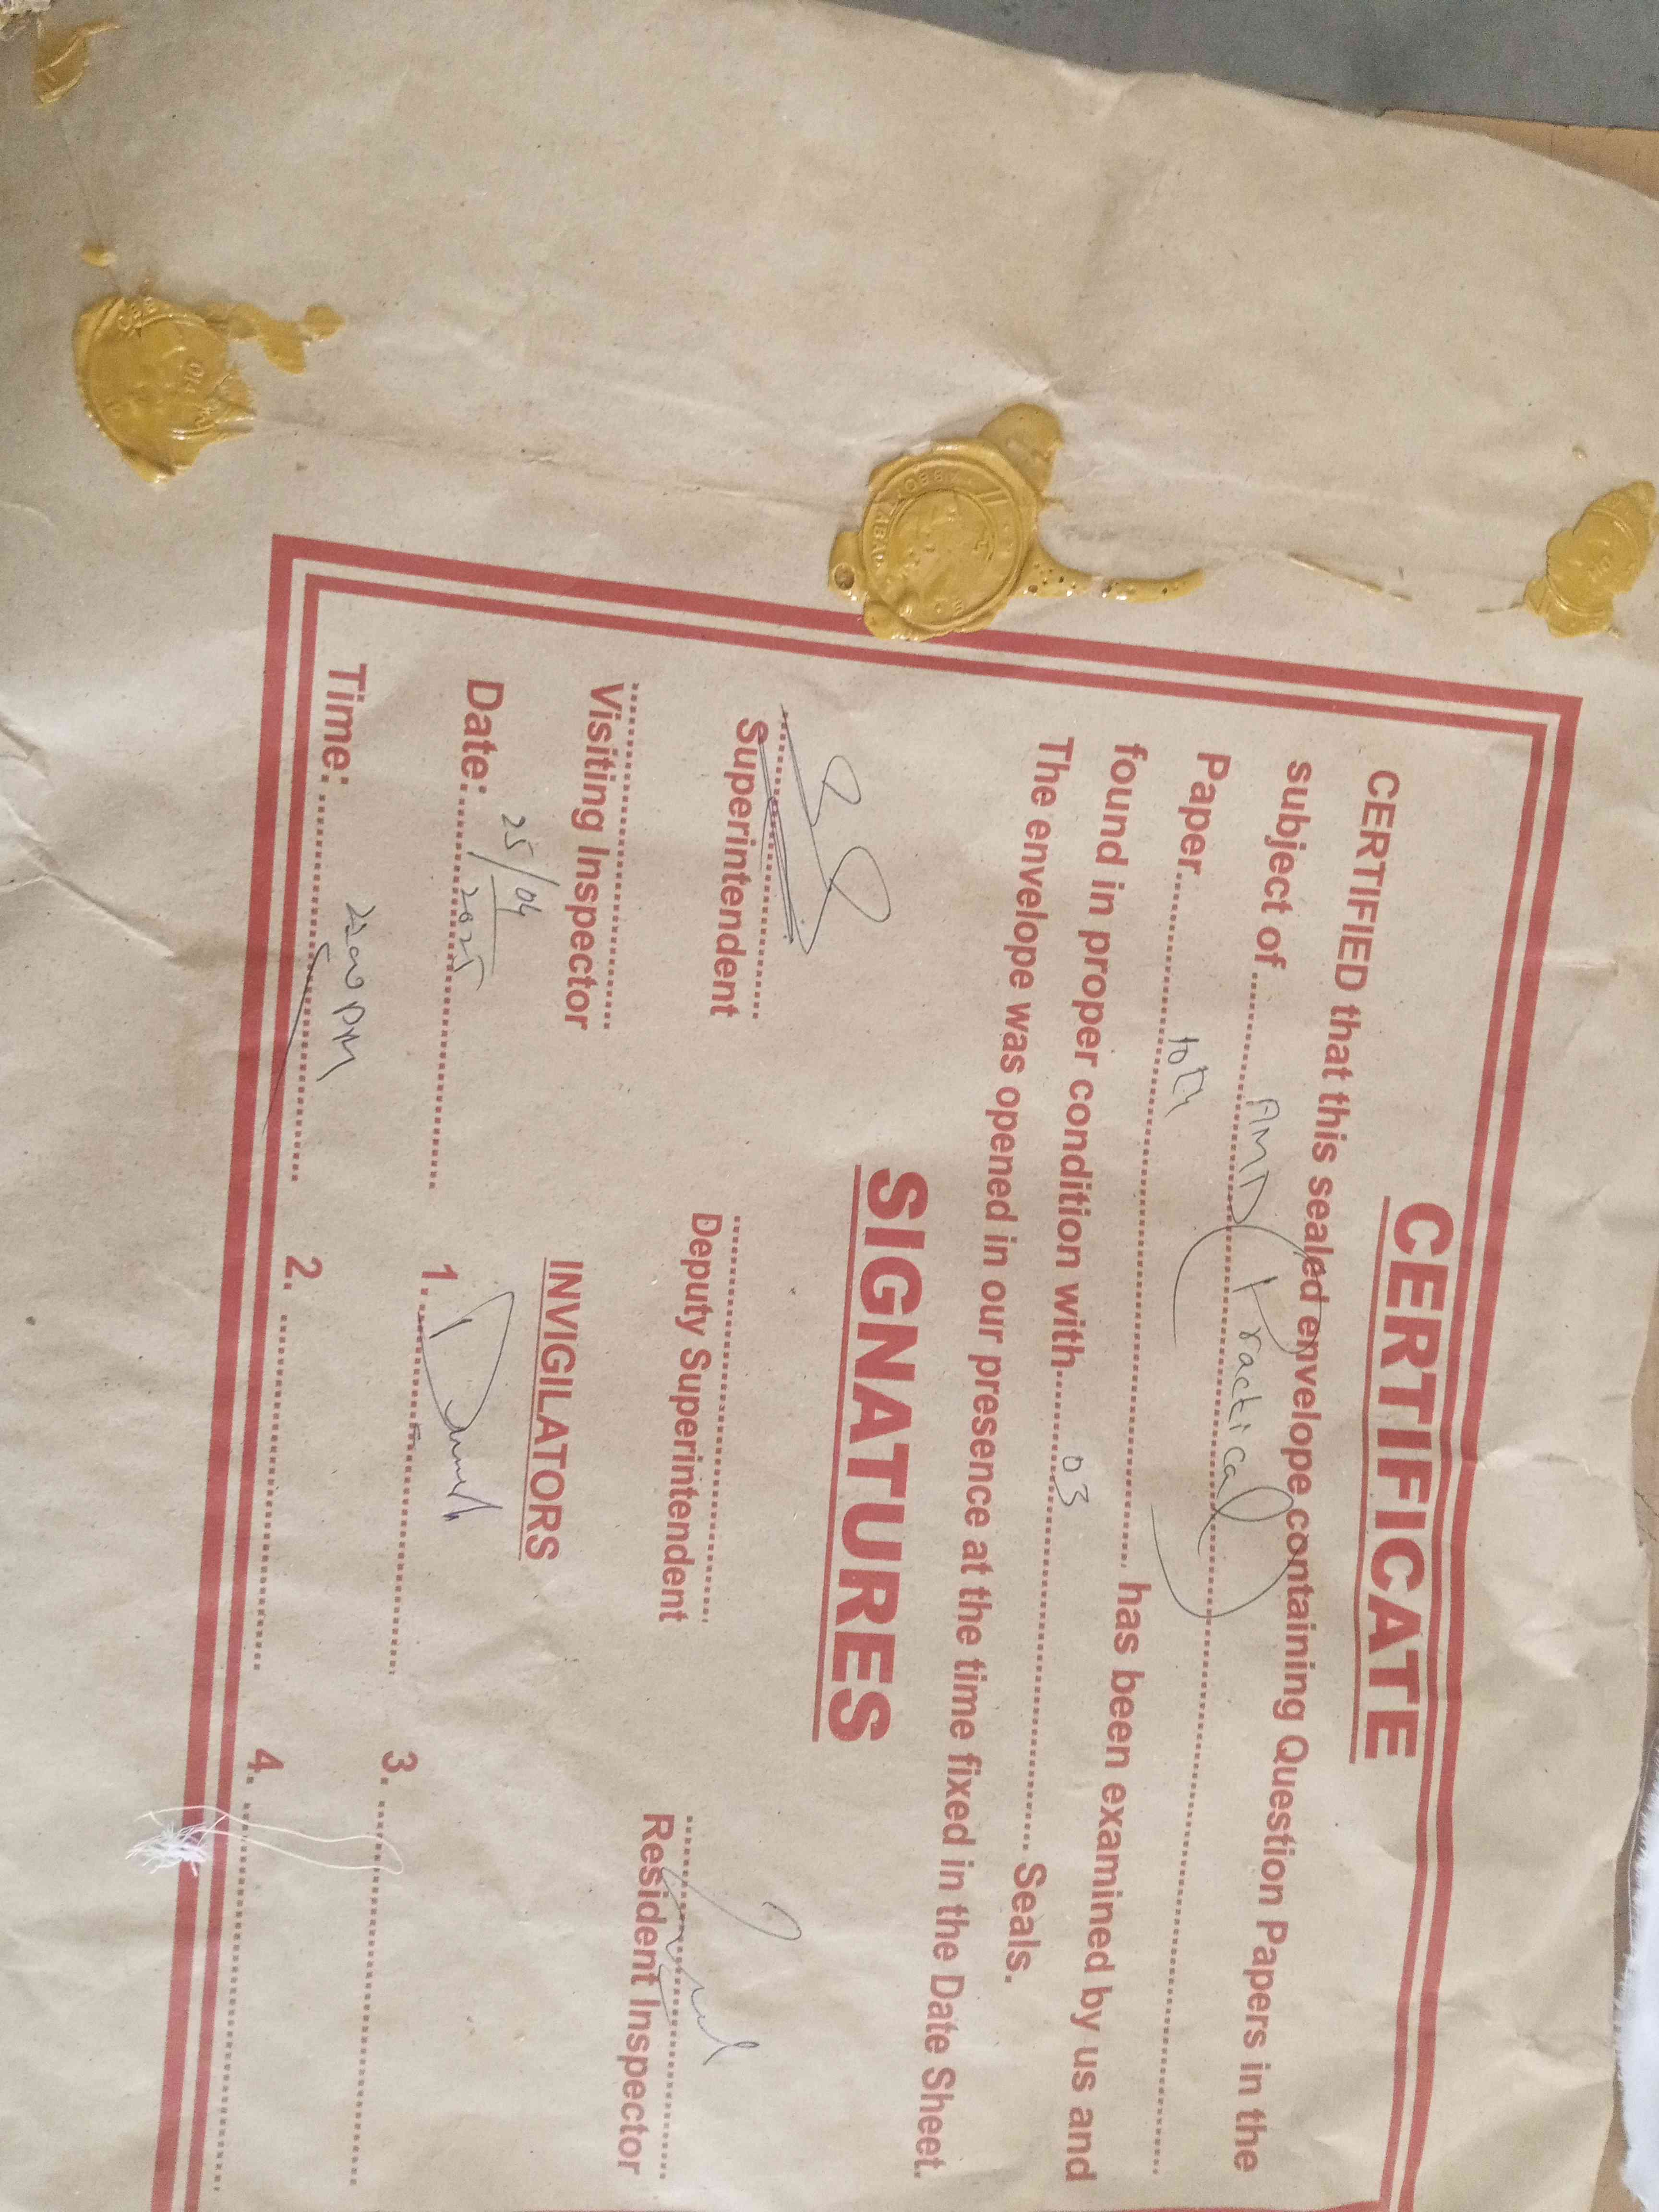 CERTIFICATE
CERTIFIED that this sealed envelope containing Question Papers in the
subject of.......... AMD (Practical) ..........
Paper.......... 10th ..........
.......... has been examined by us and
found in proper condition with.......... 03 .......... Seals.
The envelope was opened in our presence at the time fixed in the Date Sheet.
SIGNATURES
Superintendent
Deputy Superintendent
Resident Inspector
Visiting Inspector
INVIGILATORS
Date:.......... 25/04/2025 ..........
1. ..........
3. ..........
Time:.......... PM ..........
2. ..........
4. ..........